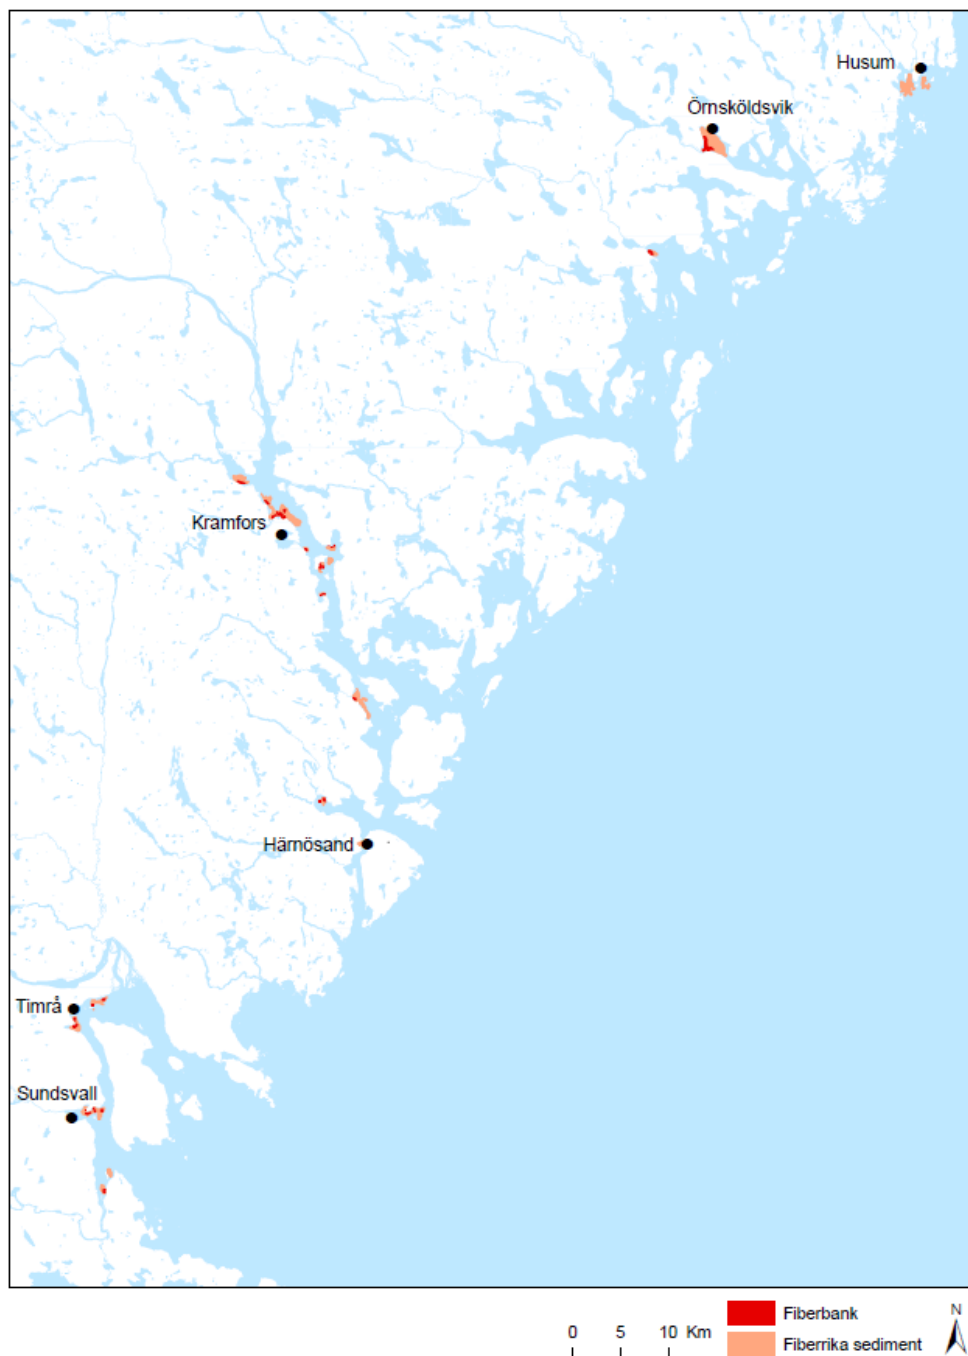 Husum
Örnsköldsvik
Kramfors
Härnösand
Timrå
Sundsvall
0 5 10 Km
Fiberbank
Fiberrika sediment
N